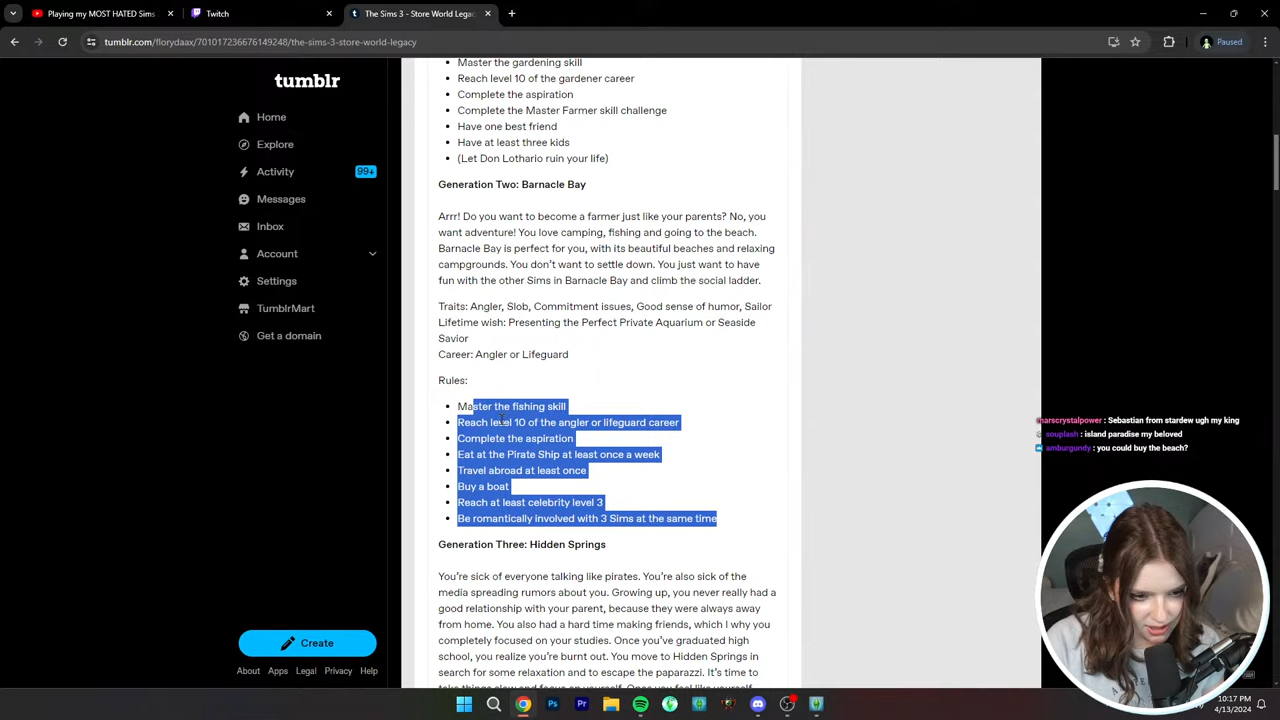 Playing my MOST HATED Sims
Twitch
The Sims 3 - Store World Legac
tumblr.com/florydaax/701017236676149248/the-sims-3-store-world-legacy
Paused
tumblr
Home
Explore
Activity
99+
Messages
Inbox
Account
Settings
TumblrMart
Get a domain
Create
About Apps Legal Privacy Help
Master the gardening skill
Reach level 10 of the gardener career
Complete the aspiration
Complete the Master Farmer skill challenge
Have one best friend
Have at least three kids
(Let Don Lothario ruin your life)
Generation Two: Barnacle Bay
Arrr! Do you want to become a farmer just like your parents? No, you
want adventure! You love camping, fishing and going to the beach.
Barnacle Bay is perfect for you, with its beautiful beaches and relaxing
campgrounds. You don't want to settle down. You just want to have
fun with the other Sims in Barnacle Bay and climb the social ladder.
Traits: Angler, Slob, Commitment issues, Good sense of humor, Sailor
Lifetime wish: Presenting the Perfect Private Aquarium or Seaside
Savior
Career: Angler or Lifeguard
Rules:
Master the fishing skill
Reach level 10 of the angler or lifeguard career
Complete the aspiration
Eat at the Pirate Ship at least once a week
Travel abroad at least once
Buy a boat
Reach at least celebrity level 3
Be romantically involved with 3 Sims at the same time
Generation Three: Hidden Springs
You're sick of everyone talking like pirates. You're also sick of the
media spreading rumors about you. Growing up, you never really had a
good relationship with your parent, because they were always away
from home. You also had a hard time making friends, which I why you
completely focused on your studies. Once you've graduated high
school, you realize you're burnt out. You move to Hidden Springs in
search for some relaxation and to escape the paparazzi. It's time to
take things slow and focus on yourself. Once you feel like yourself
marscrystalpower : Sebastian from stardew ugh my king
souplash : island paradise my beloved
amburgundy : you could buy the beach?
10:17 PM
4/13/2024